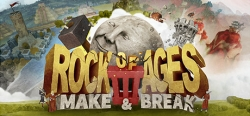 ROCK OF AGES
III
MAKE & BREAK